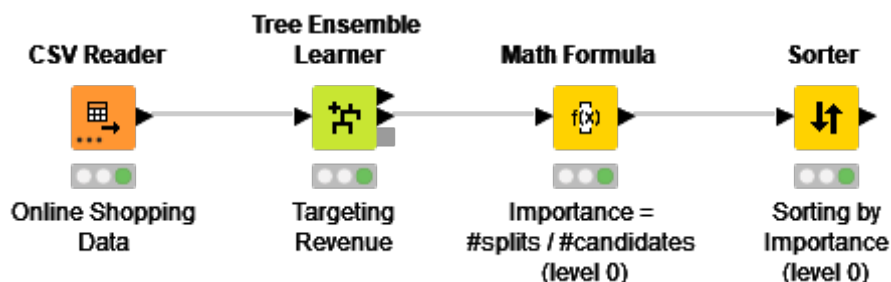 CSV Reader
Tree Ensemble
Learner
Math Formula
Sorter
f(x)
Online Shopping
Data
Targeting
Revenue
Importance =
#splits / #candidates
(level 0)
Sorting by
Importance
(level 0)